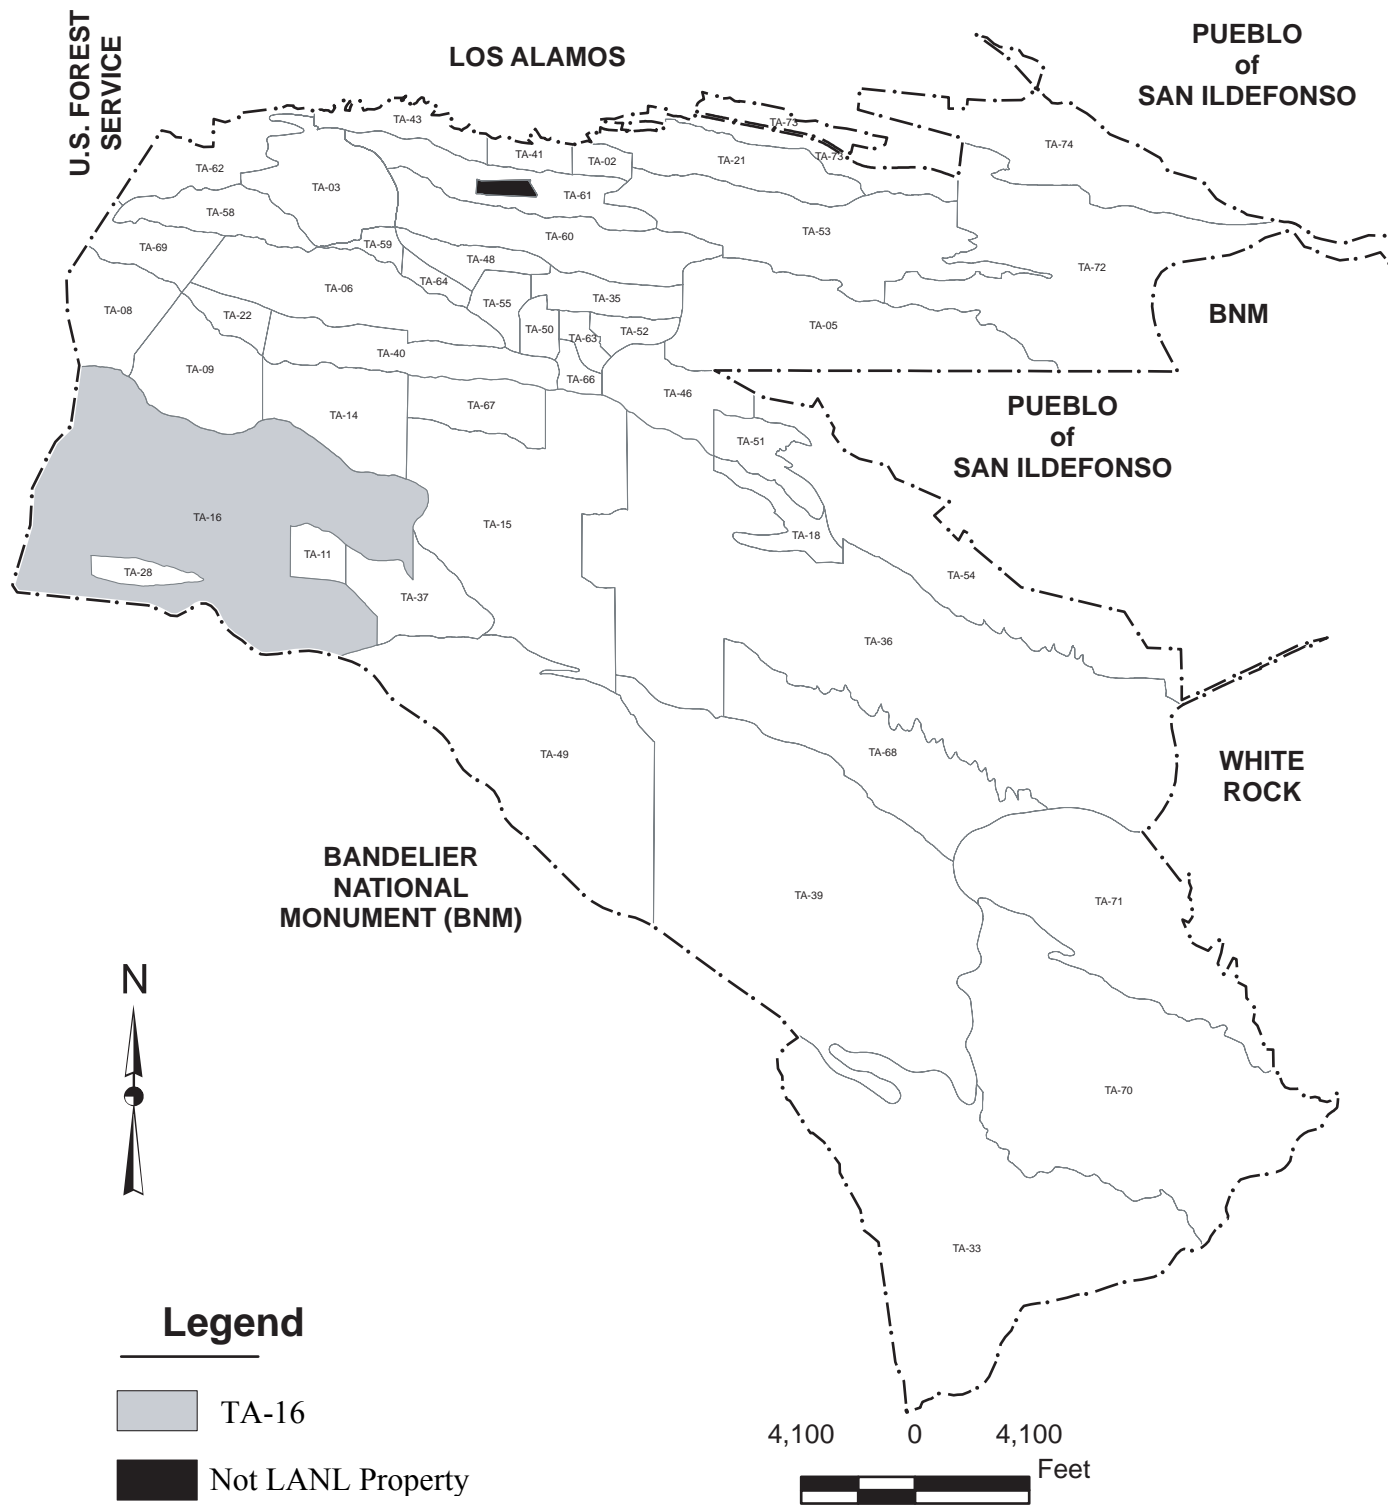 U.S. FOREST
SERVICE
LOS ALAMOS
PUEBLO
of
SAN ILDEFONSO
TA-43
TA-73
TA-74
TA-41
TA-02
TA-21
TA-73
TA-62
TA-03
TA-61
TA-58
TA-53
TA-60
TA-59
TA-69
TA-48
TA-72
TA-64
TA-06
TA-35
TA-55
TA-08
TA-22
BNM
TA-50
TA-63
TA-52
TA-05
TA-40
TA-09
TA-66
TA-46
TA-67
TA-14
PUEBLO
of
SAN ILDEFONSO
TA-51
TA-16
TA-15
TA-18
TA-11
TA-28
TA-54
TA-37
TA-36
TA-49
TA-68
WHITE
ROCK
BANDELIER
NATIONAL
MONUMENT (BNM)
TA-39
TA-71
N
TA-70
TA-33
Legend
TA-16
Not LANL Property
4,100 0 4,100
Feet